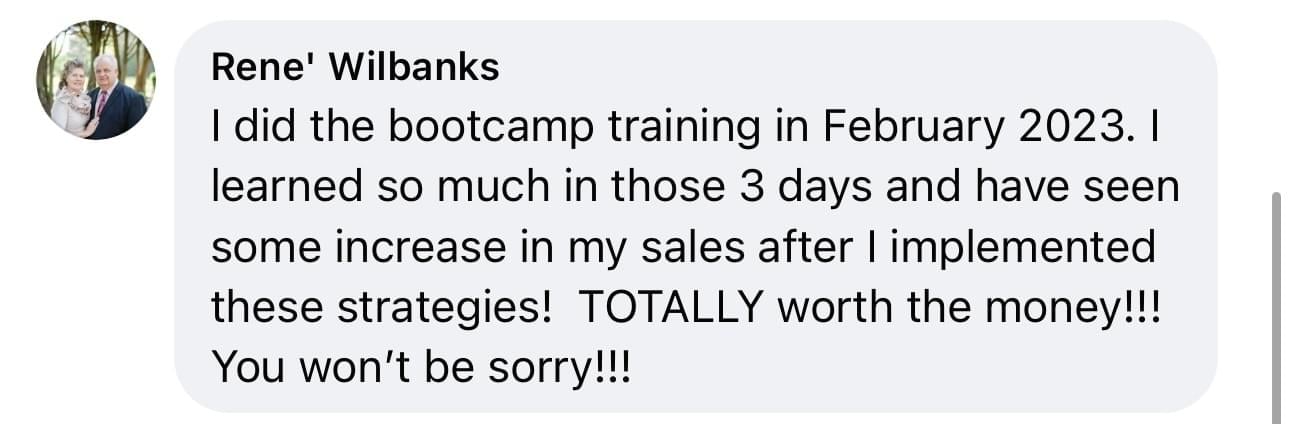 Rene' Wilbanks
I did the bootcamp training in February 2023. I
learned so much in those 3 days and have seen
some increase in my sales after I implemented
these strategies!  TOTALLY worth the money!!!
You won’t be sorry!!!